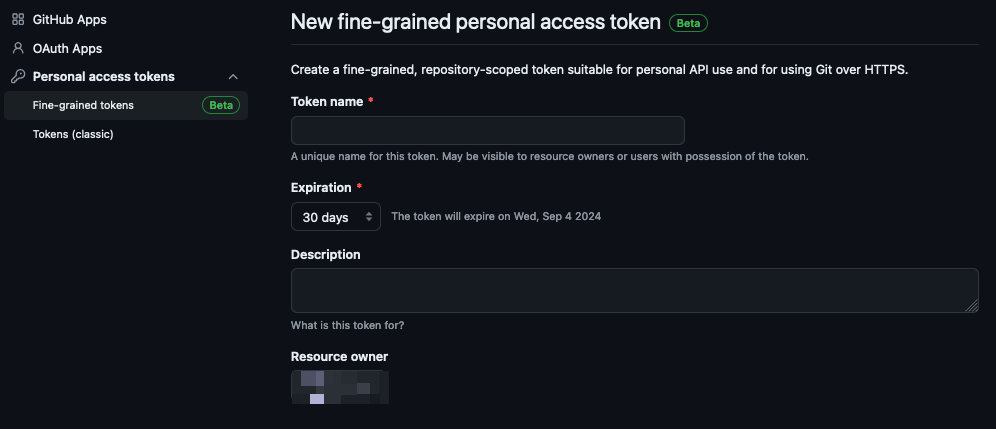 GitHub Apps
OAuth Apps
Personal access tokens
Fine-grained tokens Beta
Tokens (classic)
New fine-grained personal access token Beta
Create a fine-grained, repository-scoped token suitable for personal API use and for using Git over HTTPS.
Token name *
A unique name for this token. May be visible to resource owners or users with possession of the token.
Expiration *
30 days The token will expire on Wed, Sep 4 2024
Description
What is this token for?
Resource owner